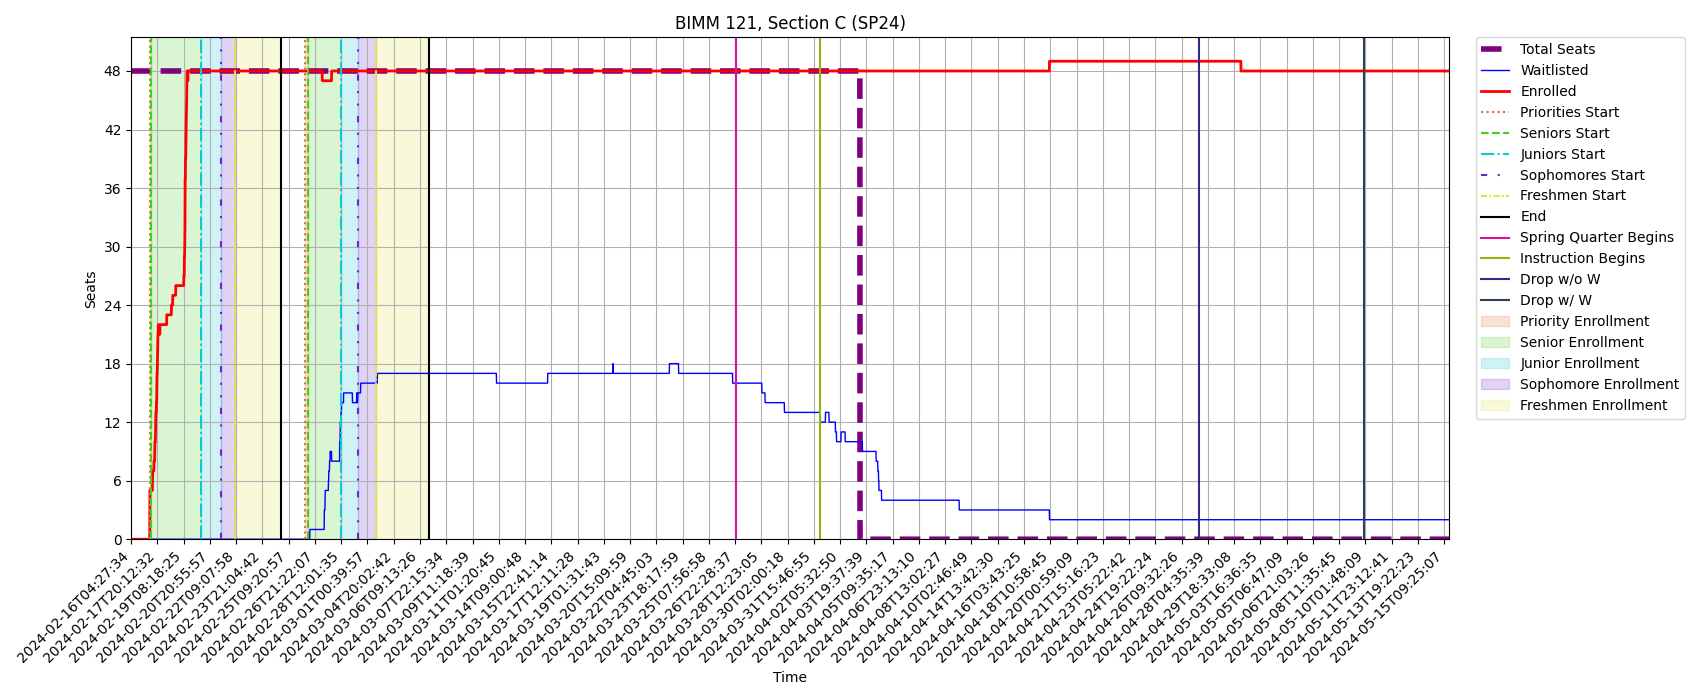 BIMM 121, Section C (SP24)
Seats
48
42
36
30
24
18
12
6
0
2024-02-16T04:27:34
2024-02-17T20:12:32
2024-02-19T08:18:25
2024-02-20T20:55:57
2024-02-22T09:07:58
2024-02-23T21:04:42
2024-02-25T09:20:57
2024-02-26T21:22:07
2024-02-28T12:01:35
2024-03-01T00:39:57
2024-03-04T20:02:42
2024-03-06T09:13:26
2024-03-07T22:15:34
2024-03-09T11:18:39
2024-03-11T01:20:45
2024-03-14T09:00:48
2024-03-15T22:41:14
2024-03-17T12:11:28
2024-03-19T01:31:43
2024-03-20T15:09:59
2024-03-22T04:45:03
2024-03-23T18:17:59
2024-03-25T07:56:58
2024-03-26T22:28:37
2024-03-28T12:23:05
2024-03-30T02:00:18
2024-03-31T15:46:55
2024-04-02T05:32:50
2024-04-03T19:37:39
2024-04-05T09:35:17
2024-04-06T23:13:10
2024-04-08T13:02:27
2024-04-10T02:46:49
2024-04-14T13:42:30
2024-04-16T03:43:25
2024-04-18T10:58:45
2024-04-20T00:59:09
2024-04-21T15:16:23
2024-04-23T05:22:42
2024-04-24T19:22:24
2024-04-26T09:32:26
2024-04-28T04:35:39
2024-04-29T18:33:08
2024-05-03T16:36:35
2024-05-05T06:47:09
2024-05-06T21:03:26
2024-05-08T11:35:45
2024-05-10T01:48:09
2024-05-11T23:12:41
2024-05-13T19:22:23
2024-05-15T09:25:07
Time
Total Seats
Waitlisted
Enrolled
Priorities Start
Seniors Start
Juniors Start
Sophomores Start
Freshmen Start
End
Spring Quarter Begins
Instruction Begins
Drop w/o W
Drop w/ W
Priority Enrollment
Senior Enrollment
Junior Enrollment
Sophomore Enrollment
Freshmen Enrollment